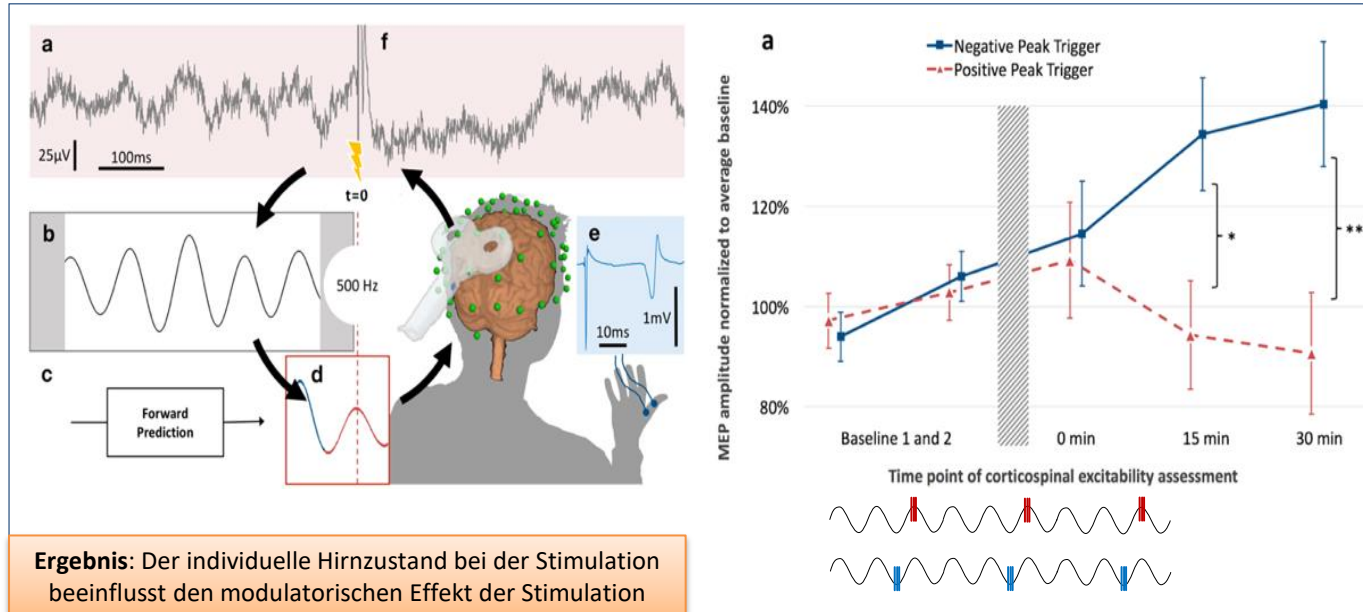 a
f
25µV
100ms
t=0
b
500 Hz
e
10ms
1mV
c
Forward
Prediction
d
Ergebnis: Der individuelle Hirnzustand bei der Stimulation
beeinflusst den modulatorischen Effekt der Stimulation
a
Negative Peak Trigger
Positive Peak Trigger
MEP amplitude normalized to average baseline
140%
120%
100%
80%
*
**
Baseline 1 and 2
0 min
15 min
30 min
Time point of corticospinal excitability assessment